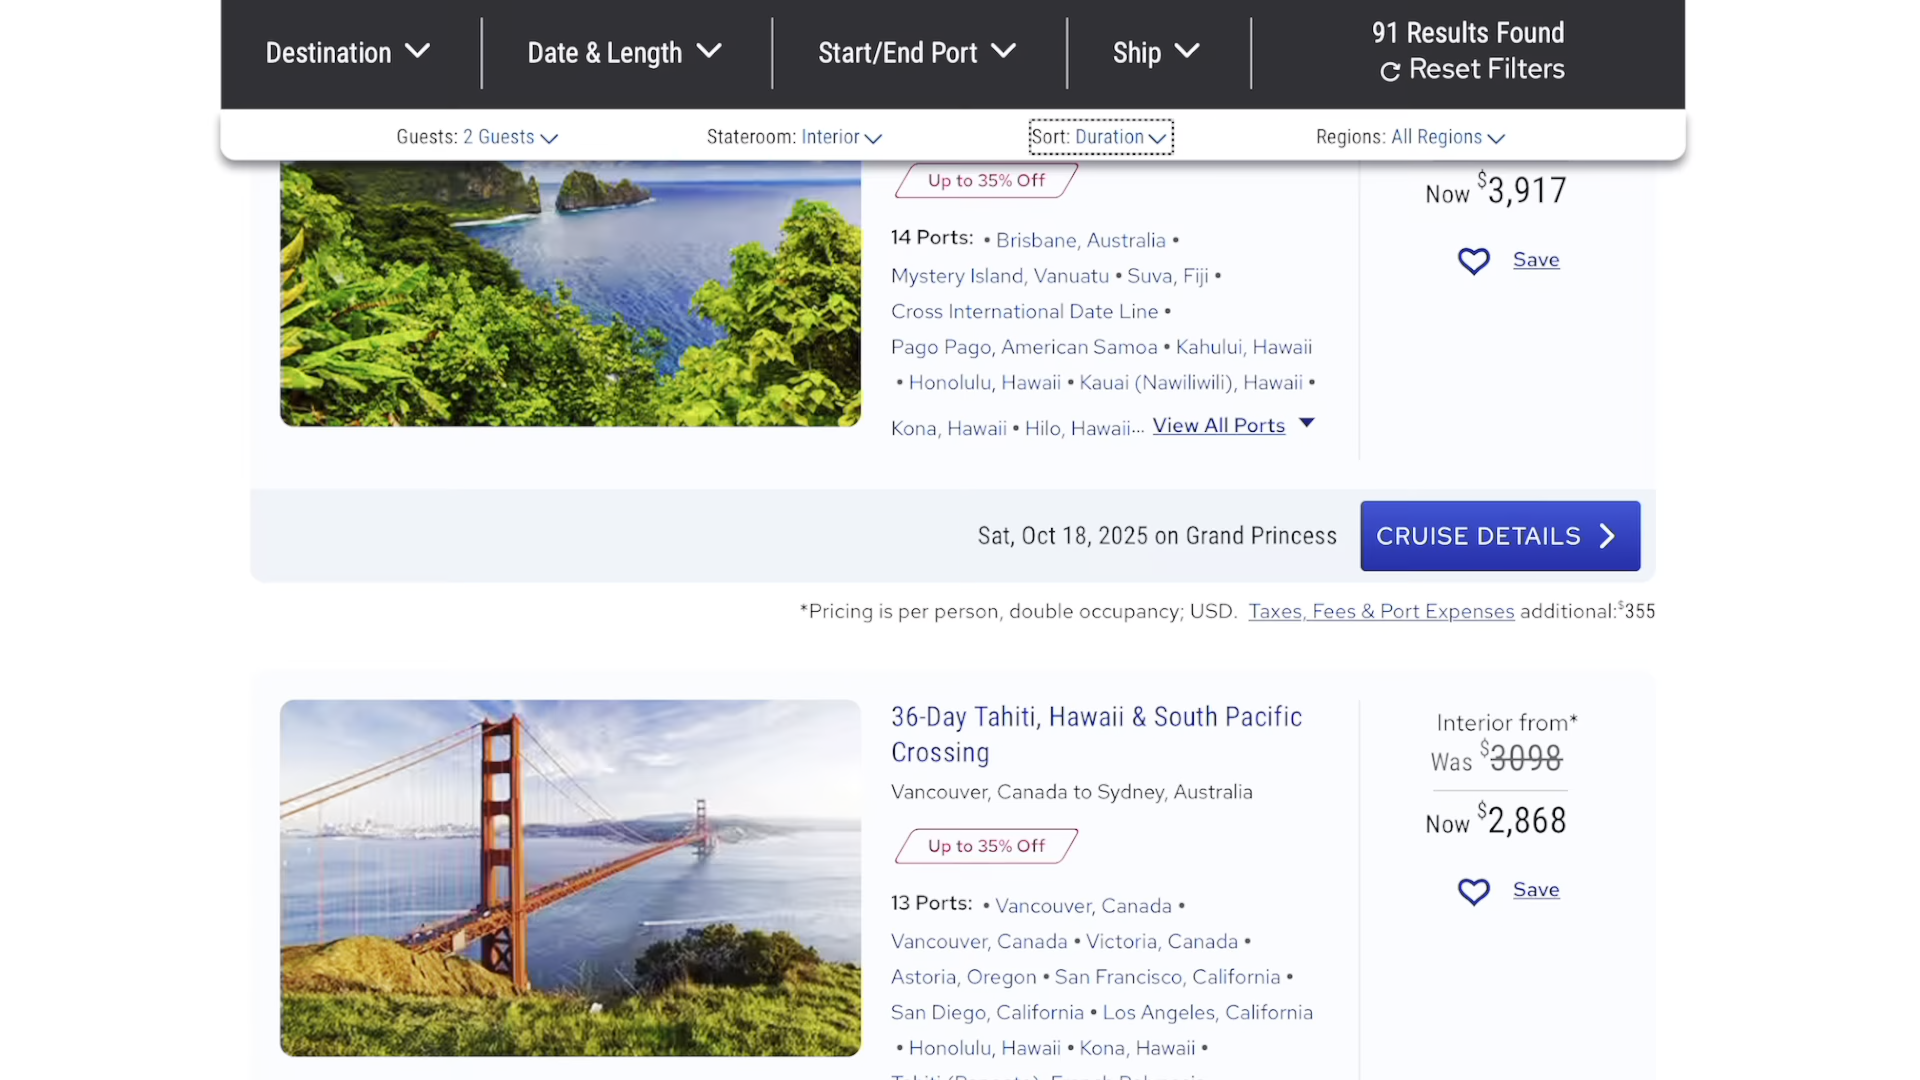 Destination
Date & Length
Start/End Port
Ship
91 Results Found
Reset Filters
Guests: 2 Guests
Stateroom: Interior
Sort: Duration
Regions: All Regions
Up to 35% Off
Now $3,917
Save
14 Ports: • Brisbane, Australia •
Mystery Island, Vanuatu • Suva, Fiji •
Cross International Date Line •
Pago Pago, American Samoa • Kahului, Hawaii
• Honolulu, Hawaii • Kauai (Nawiliwili), Hawaii •
Kona, Hawaii • Hilo, Hawaii... View All Ports
Sat, Oct 18, 2025 on Grand Princess
CRUISE DETAILS
*Pricing is per person, double occupancy; USD. Taxes, Fees & Port Expenses additional:$355
36-Day Tahiti, Hawaii & South Pacific
Crossing
Vancouver, Canada to Sydney, Australia
Up to 35% Off
Interior from*
Was $3098
Now $2,868
Save
13 Ports: • Vancouver, Canada •
Vancouver, Canada • Victoria, Canada •
Astoria, Oregon • San Francisco, California •
San Diego, California • Los Angeles, California
• Honolulu, Hawaii • Kona, Hawaii •